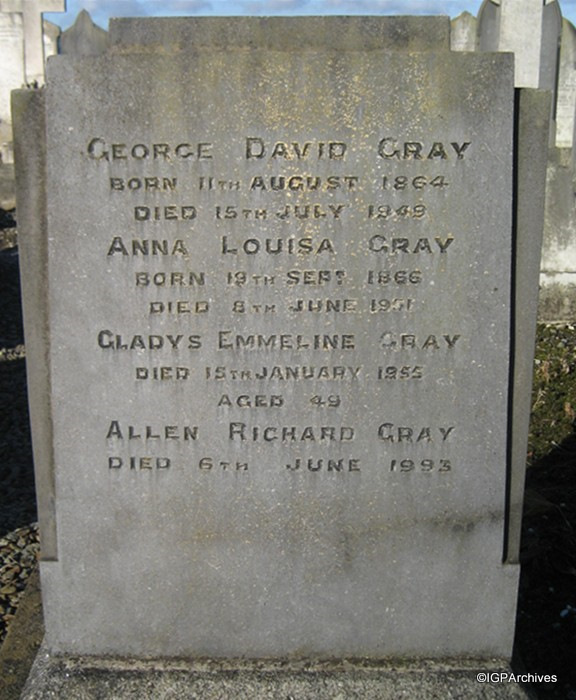 GEORGE DAVID GRAY
BORN 11TH AUGUST 1864
DIED 15TH JULY 1949
ANNA LOUISA GRAY
BORN 19TH SEPT 1866
DIED 8TH JUNE 1951
GLADYS EMMELINE GRAY
DIED 15TH JANUARY 1955
AGED 49
ALLEN RICHARD GRAY
DIED 6TH JUNE 1993
©IGPArchives